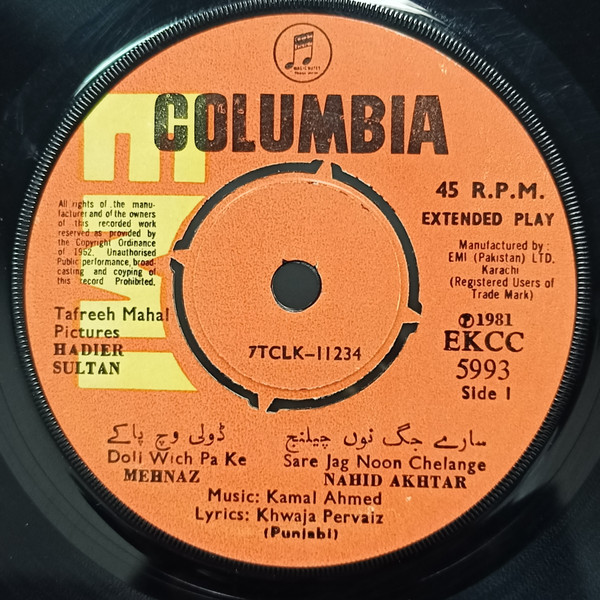 COLUMBIA
EMI
45 R.P.M.
EXTENDED PLAY
All rights of the manu-
facturer and of the owners
of this recorded work
reserved as provided by
the Copyright Ordinance
of 1962. Unauthorised
Public performance, broad-
casting and coyping of
this record Prohibited.
Manufactured by:
EMI (Pakistan) LTD.
Karachi
(Registered Users of
Trade Mark)
Tafreeh Mahal
Pictures
HADIER
SULTAN
7TCLK-11234
℗1981
EKCC
5993
Side 1
ڈولی وچ پاکے
سارے جگ نوں چیلنج
Doli Wich Pa Ke
Sare Jag Noon Chelange
MEHNAZ
NAHID AKHTAR
Music: Kamal Ahmed
Lyrics: Khwaja Pervaiz
(Punjabi)